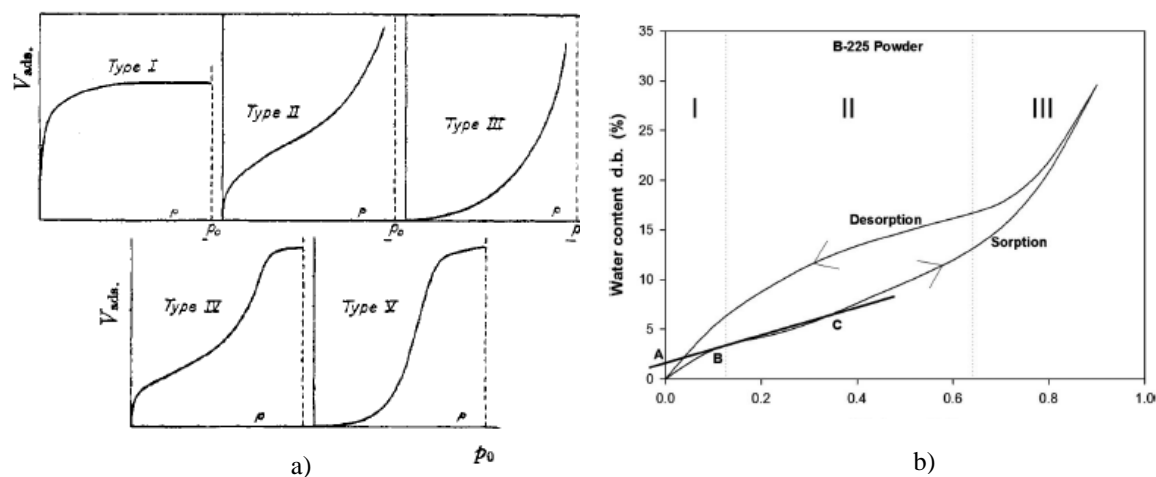 Type I
Type II
Type III
V ads.
p
p₀
p
p₀
p
p
Type IV
Type V
V ads.
p
p
p₀
a)
B-225 Powder
I
II
III
Desorption
Sorption
A
B
C
Water content d.b. (%)
35
30
25
20
15
10
5
0
0.0
0.2
0.4
0.6
0.8
1.0
b)